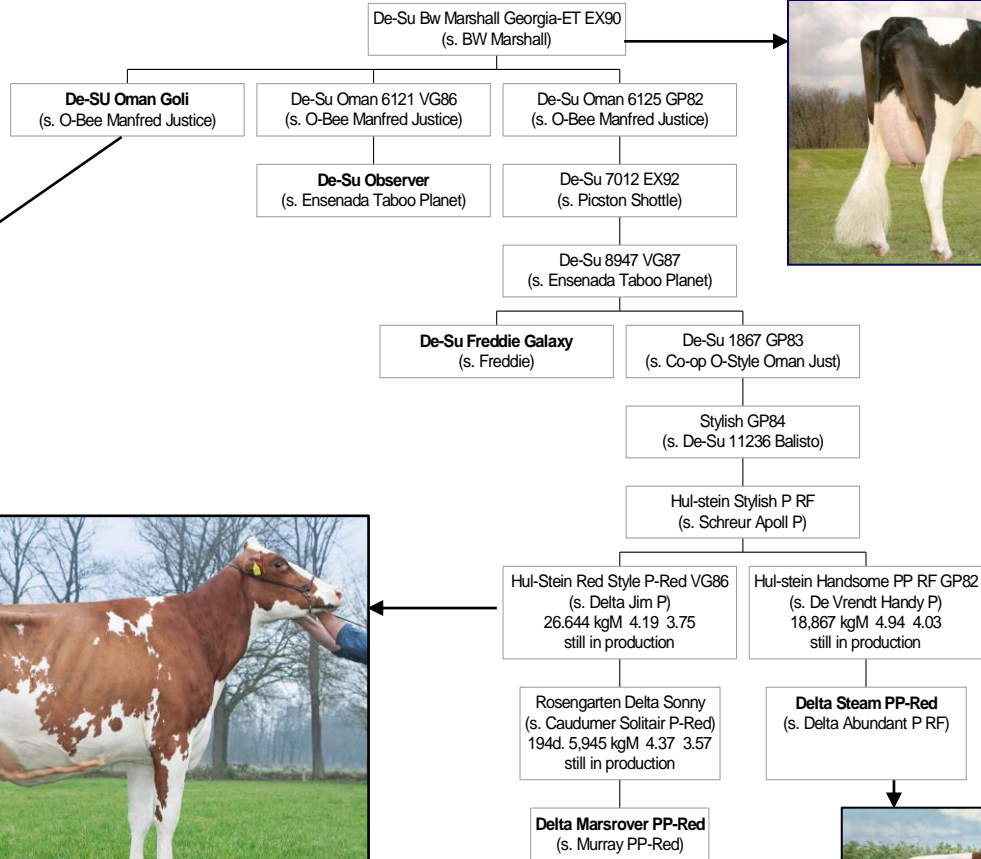 De-Su Bw Marshall Georgia-ET EX90
(s. BW Marshall)
De-SU Oman Goli
(s. O-Bee Manfred Justice)
De-Su Oman 6121 VG86
(s. O-Bee Manfred Justice)
De-Su Oman 6125 GP82
(s. O-Bee Manfred Justice)
De-Su Observer
(s. Ensenada Taboo Planet)
De-Su 7012 EX92
(s. Picston Shottle)
De-Su 8947 VG87
(s. Ensenada Taboo Planet)
De-Su Freddie Galaxy
(s. Freddie)
De-Su 1867 GP83
(s. Co-op O-Style Oman Just)
Stylish GP84
(s. De-Su 11236 Balisto)
Hul-stein Stylish P RF
(s. Schreur Apoll P)
Hul-Stein Red Style P-Red VG86
(s. Delta Jim P)
26.644 kgM 4.19 3.75
still in production
Hul-stein Handsome PP RF GP82
(s. De Vrendt Handy P)
18,867 kgM 4.94 4.03
still in production
Rosengarten Delta Sonny
(s. Caudumer Solitair P-Red)
194d. 5,945 kgM 4.37 3.57
still in production
Delta Steam PP-Red
(s. Delta Abundant P RF)
Delta Marsrover PP-Red
(s. Murray PP-Red)